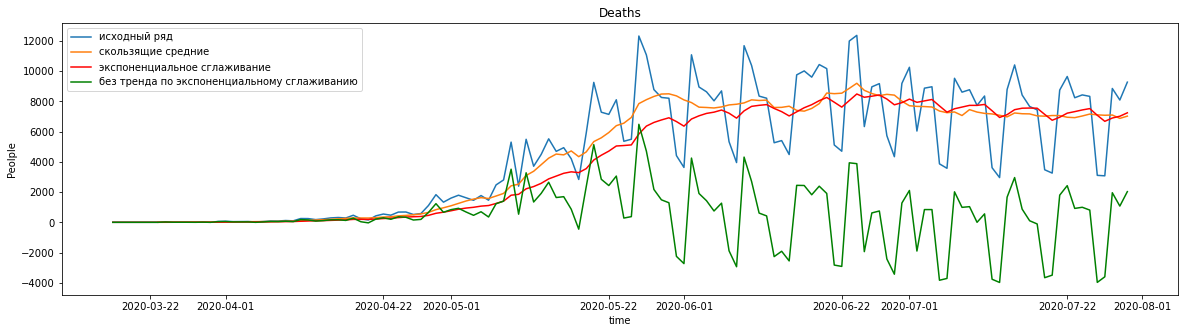 Deaths
исходный ряд
скользящие средние
экспоненциальное сглаживание
без тренда по экспоненциальному сглаживанию
12000
10000
8000
6000
4000
2000
0
−2000
−4000
Peolple
2020-03-22 2020-04-01 2020-04-22 2020-05-01 2020-05-22 2020-06-01 2020-06-22 2020-07-01 2020-07-22 2020-08-01
time